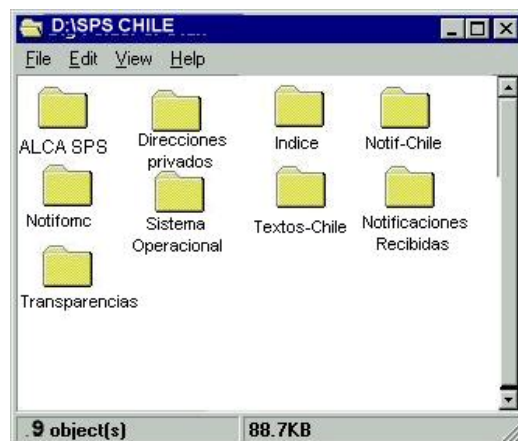 D:\SPS CHILE
File Edit View Help
ALCA SPS
Direcciones
privados
Indice
Notif-Chile
Notifomc
Sistema
Operacional
Textos-Chile
Notificaciones
Recibidas
Transparencias
.9 object(s)
88.7KB